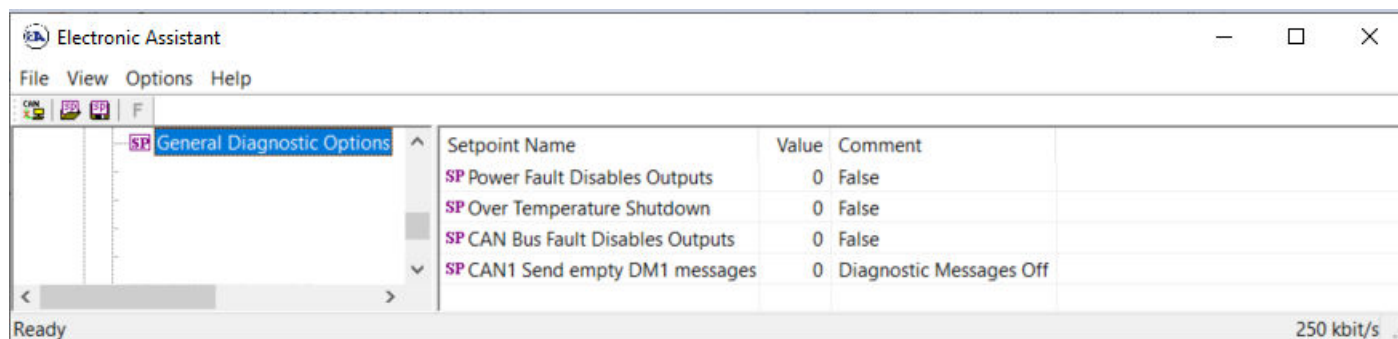 Electronic Assistant
File View Options Help
F
SP General Diagnostic Options
Setpoint Name Value Comment
SP Power Fault Disables Outputs 0 False
SP Over Temperature Shutdown 0 False
SP CAN Bus Fault Disables Outputs 0 False
SP CAN1 Send empty DM1 messages 0 Diagnostic Messages Off
Ready 250 kbit/s